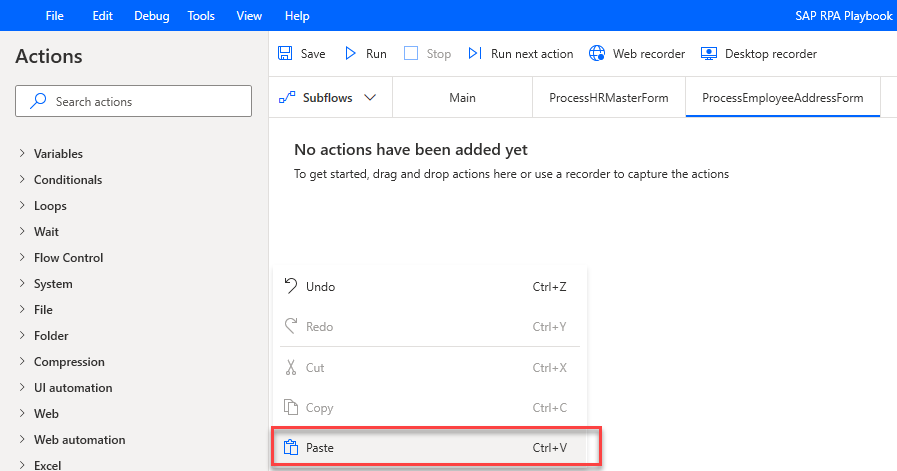 File Edit Debug Tools View Help SAP RPA Playbook
Actions
Search actions
Variables
Conditionals
Loops
Wait
Flow Control
System
File
Folder
Compression
UI automation
Web
Web automation
Excel
Save Run Stop Run next action Web recorder Desktop recorder
Subflows Main ProcessHRMasterForm ProcessEmployeeAddressForm
No actions have been added yet
To get started, drag and drop actions here or use a recorder to capture the actions
Undo Ctrl+Z
Redo Ctrl+Y
Cut Ctrl+X
Copy Ctrl+C
Paste Ctrl+V